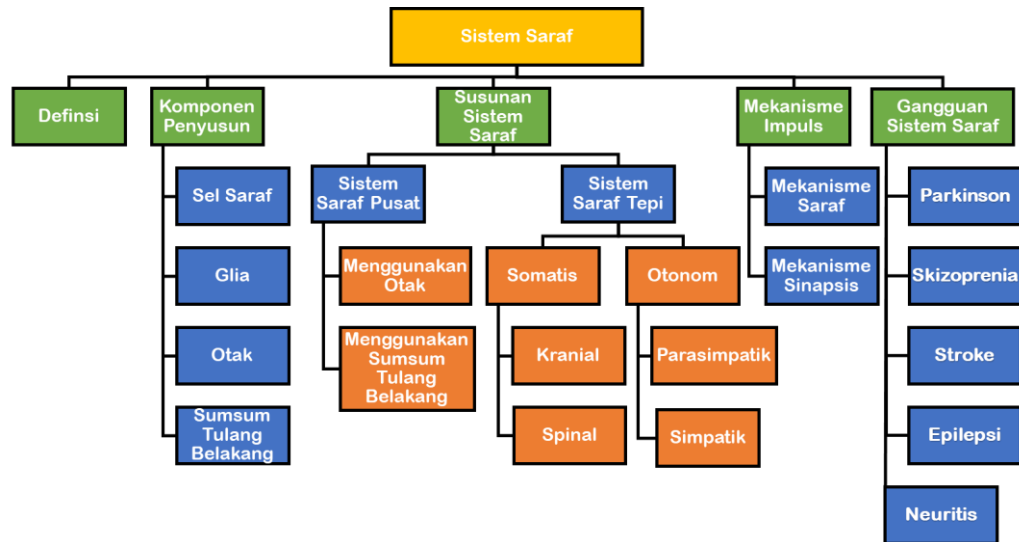 Sistem Saraf
Definsi
Komponen
Penyusun
Susunan
Sistem
Saraf
Mekanisme
Impuls
Gangguan
Sistem Saraf
Sel Saraf
Glia
Otak
Sumsum
Tulang
Belakang
Sistem
Saraf Pusat
Menggunakan
Otak
Menggunakan
Sumsum
Tulang
Belakang
Sistem
Saraf Tepi
Somatis
Kranial
Spinal
Otonom
Parasimpatik
Simpatik
Mekanisme
Saraf
Mekanisme
Sinapsis
Parkinson
Skizoprenia
Stroke
Epilepsi
Neuritis